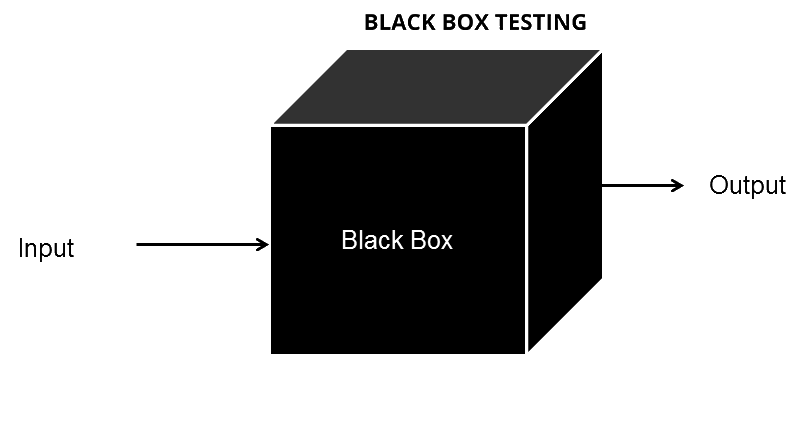 BLACK BOX TESTING
Output
Black Box
Input